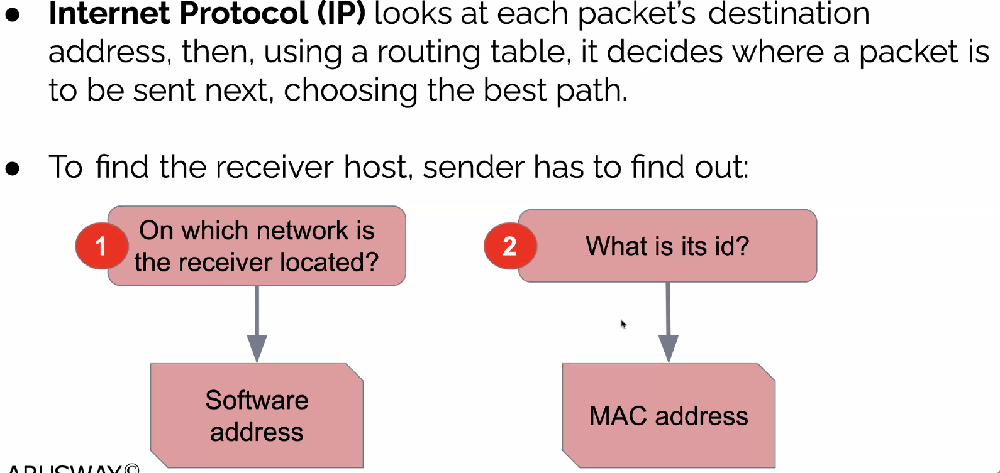 ● Internet Protocol (IP) looks at each packet's destination
address, then, using a routing table, it decides where a packet is
to be sent next, choosing the best path.
● To find the receiver host, sender has to find out:
1 On which network is
the receiver located?
2 What is its id?
Software
address
MAC address